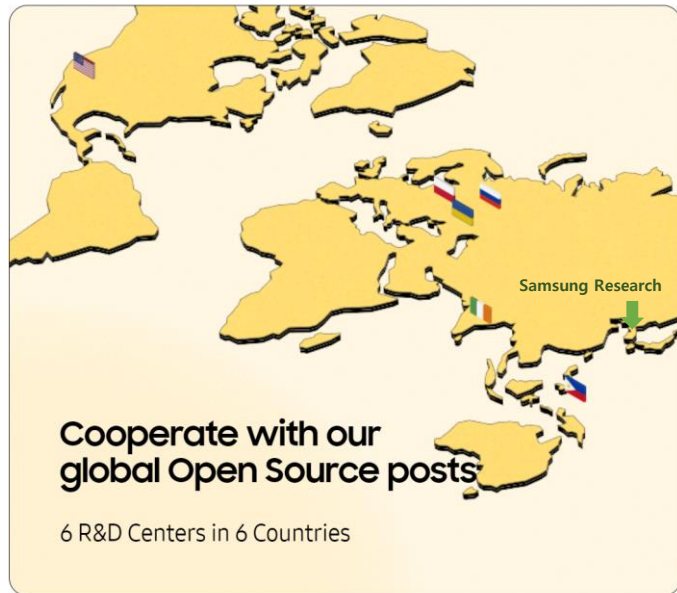 Samsung Research
Cooperate with our
global Open Source posts
6 R&D Centers in 6 Countries